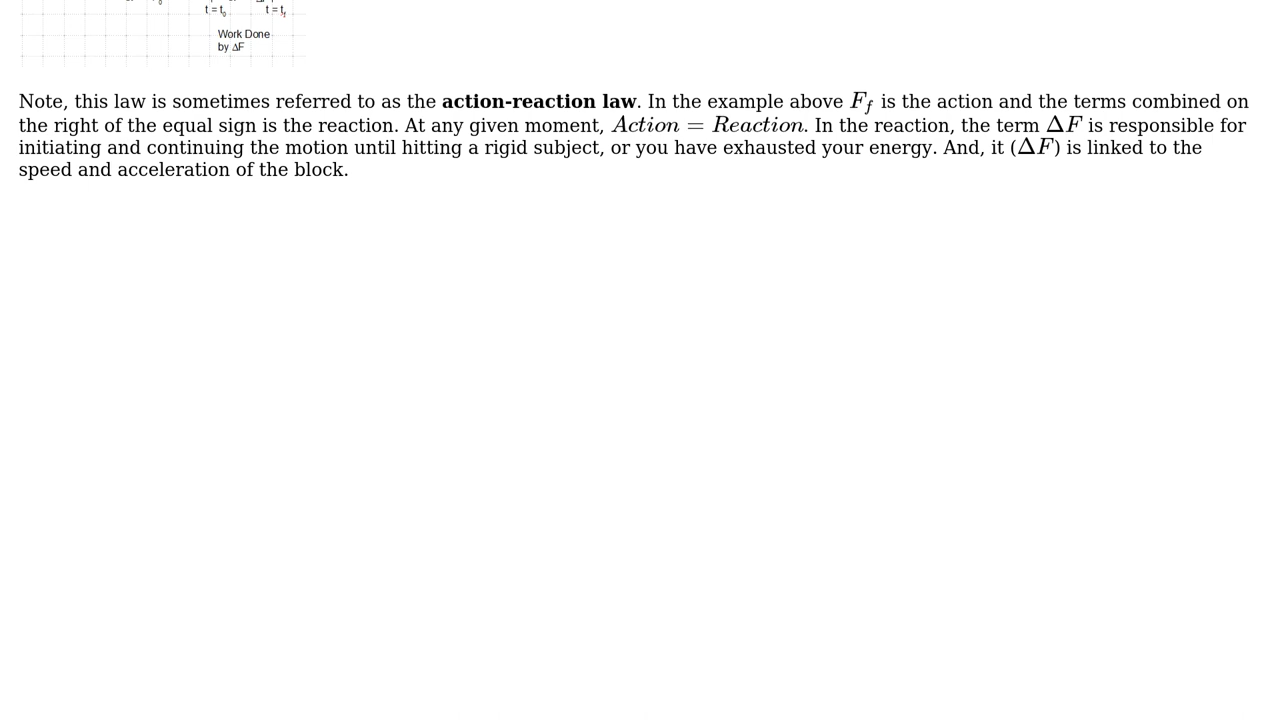 t = t₀ t = t_f
Work Done
by ΔF
Note, this law is sometimes referred to as the action-reaction law. In the example above F_f is the action and the terms combined on
the right of the equal sign is the reaction. At any given moment, Action = Reaction. In the reaction, the term ΔF is responsible for
initiating and continuing the motion until hitting a rigid subject, or you have exhausted your energy. And, it (ΔF) is linked to the
speed and acceleration of the block.